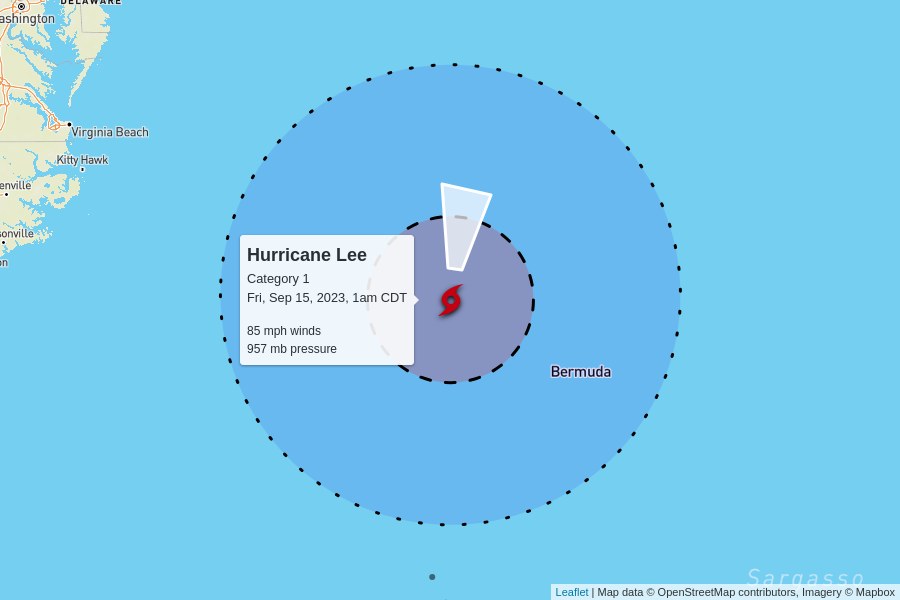 DELAWARE
ashington
Virginia Beach
Kitty Hawk
enville
sonville
on
Hurricane Lee
Category 1
Fri, Sep 15, 2023, 1am CDT
85 mph winds
957 mb pressure
Bermuda
Sargasso
Leaflet | Map data © OpenStreetMap contributors, Imagery © Mapbox